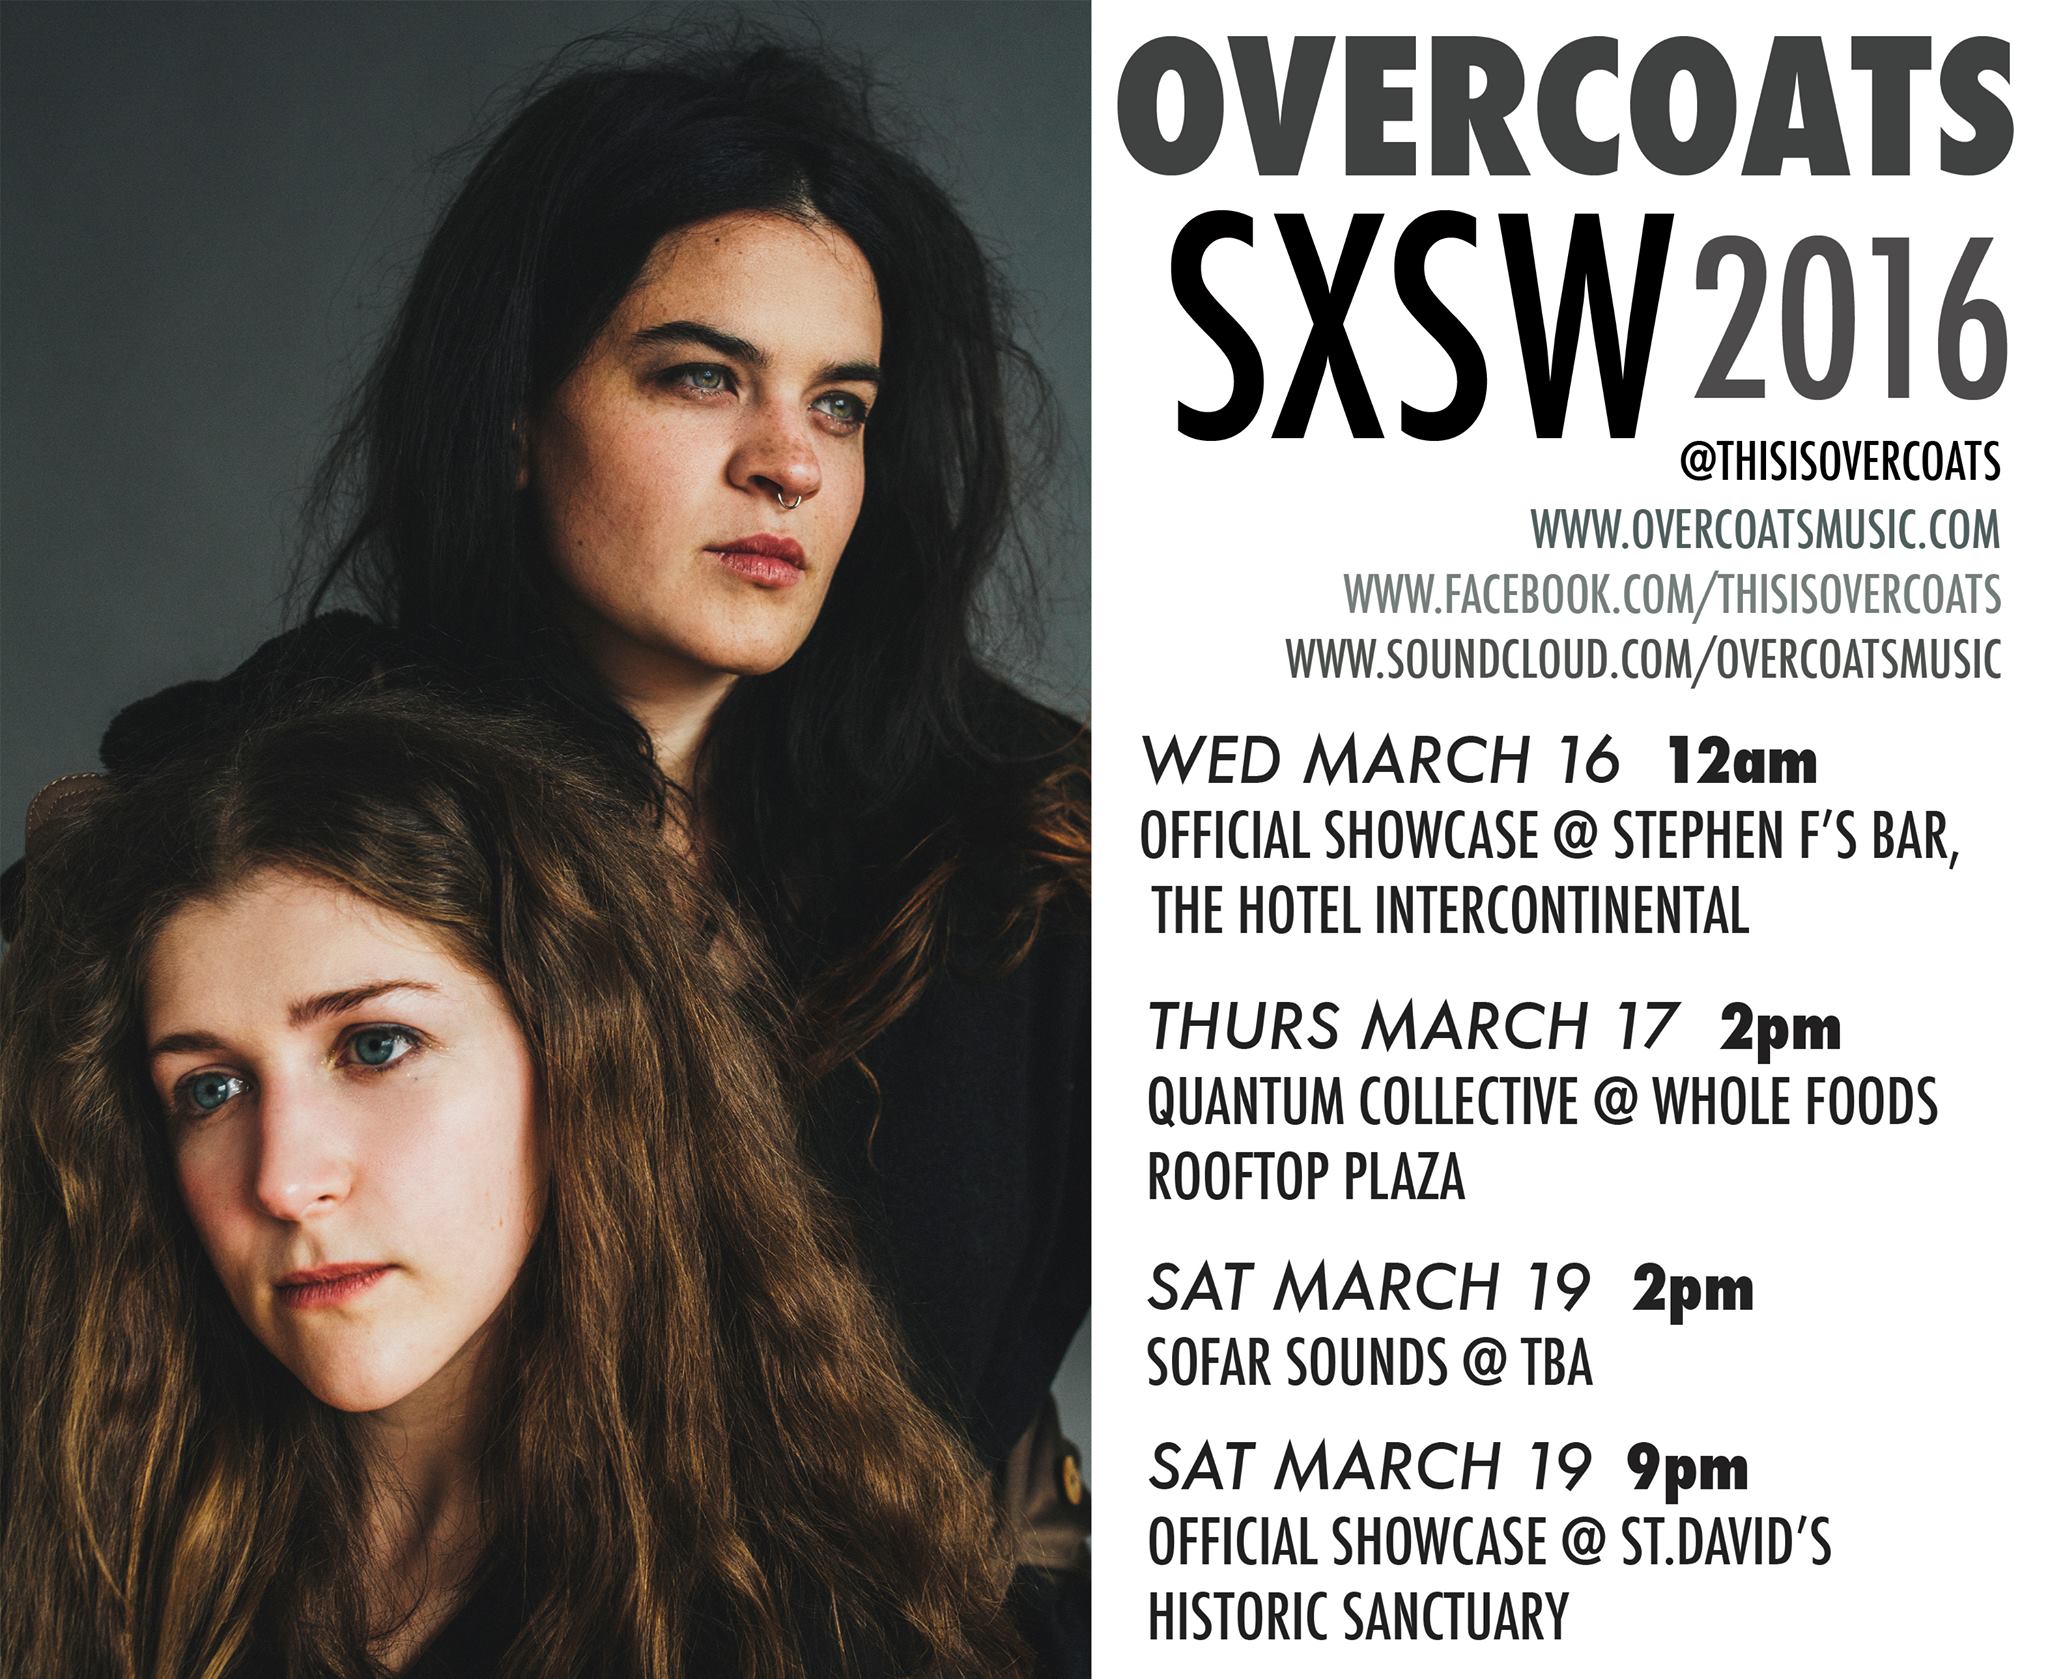 OVERCOATS
SXSW 2016
@THISISOVERCOATS
WWW.OVERCOATSMUSIC.COM
WWW.FACEBOOK.COM/THISISOVERCOATS
WWW.SOUNDCLOUD.COM/OVERCOATSMUSIC
WED MARCH 16 12am
OFFICIAL SHOWCASE @ STEPHEN F'S BAR,
THE HOTEL INTERCONTINENTAL
THURS MARCH 17 2pm
QUANTUM COLLECTIVE @ WHOLE FOODS
ROOFTOP PLAZA
SAT MARCH 19 2pm
SOFAR SOUNDS @ TBA
SAT MARCH 19 9pm
OFFICIAL SHOWCASE @ ST.DAVID'S
HISTORIC SANCTUARY